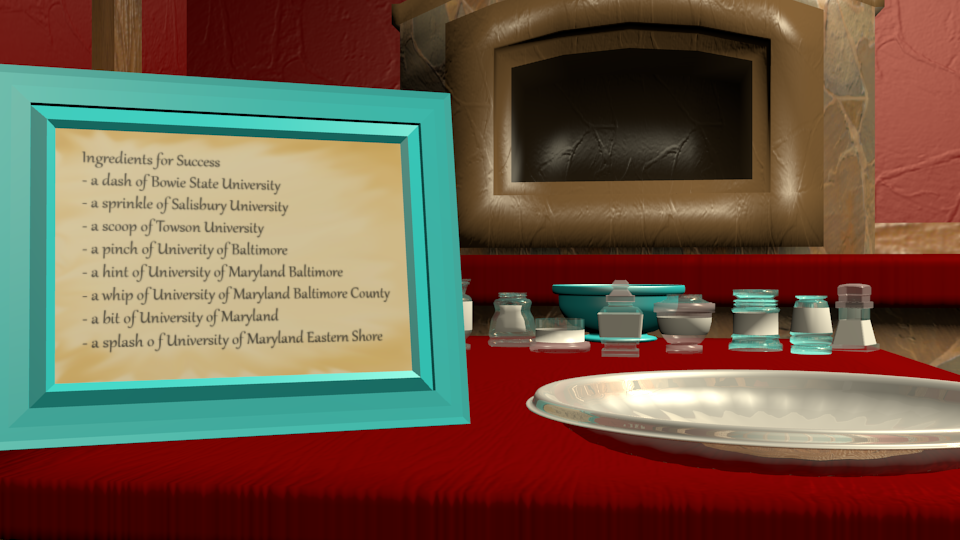 Ingredients for Success
- a dash of Bowie State University
- a sprinkle of Salisbury University
- a scoop of Towson University
- a pinch of Univerity of Baltimore
- a hint of University of Maryland Baltimore
- a whip of University of Maryland Baltimore County
- a bit of University of Maryland
- a splash o f University of Maryland Eastern Shore